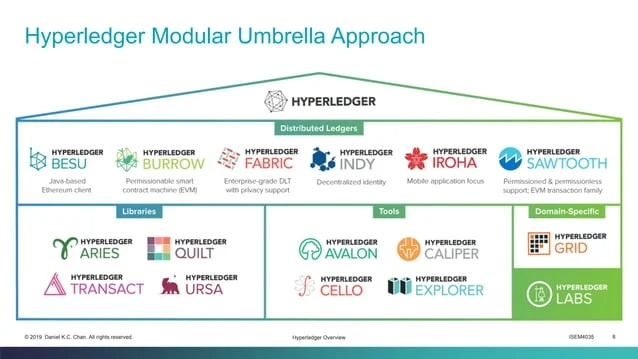 Hyperledger Modular Umbrella Approach
HYPERLEDGER
Distributed Ledgers
HYPERLEDGER
BESU
Java-based
Ethereum client
HYPERLEDGER
BURROW
Permissionable smart
contract machine (EVM)
HYPERLEDGER
FABRIC
Enterprise-grade DLT
with privacy support
HYPERLEDGER
INDY
Decentralized identity
HYPERLEDGER
IROHA
Mobile application focus
HYPERLEDGER
SAWTOOTH
Permissioned & permissionless
support; EVM transaction family
Libraries
HYPERLEDGER
ARIES
HYPERLEDGER
QUILT
HYPERLEDGER
TRANSACT
HYPERLEDGER
URSA
Tools
HYPERLEDGER
AVALON
HYPERLEDGER
CALIPER
HYPERLEDGER
CELLO
HYPERLEDGER
EXPLORER
Domain-Specific
HYPERLEDGER
GRID
HYPERLEDGER
LABS
© 2019 Daniel K.C. Chan. All rights reserved.
Hyperledger Overview
ISEM4035
6